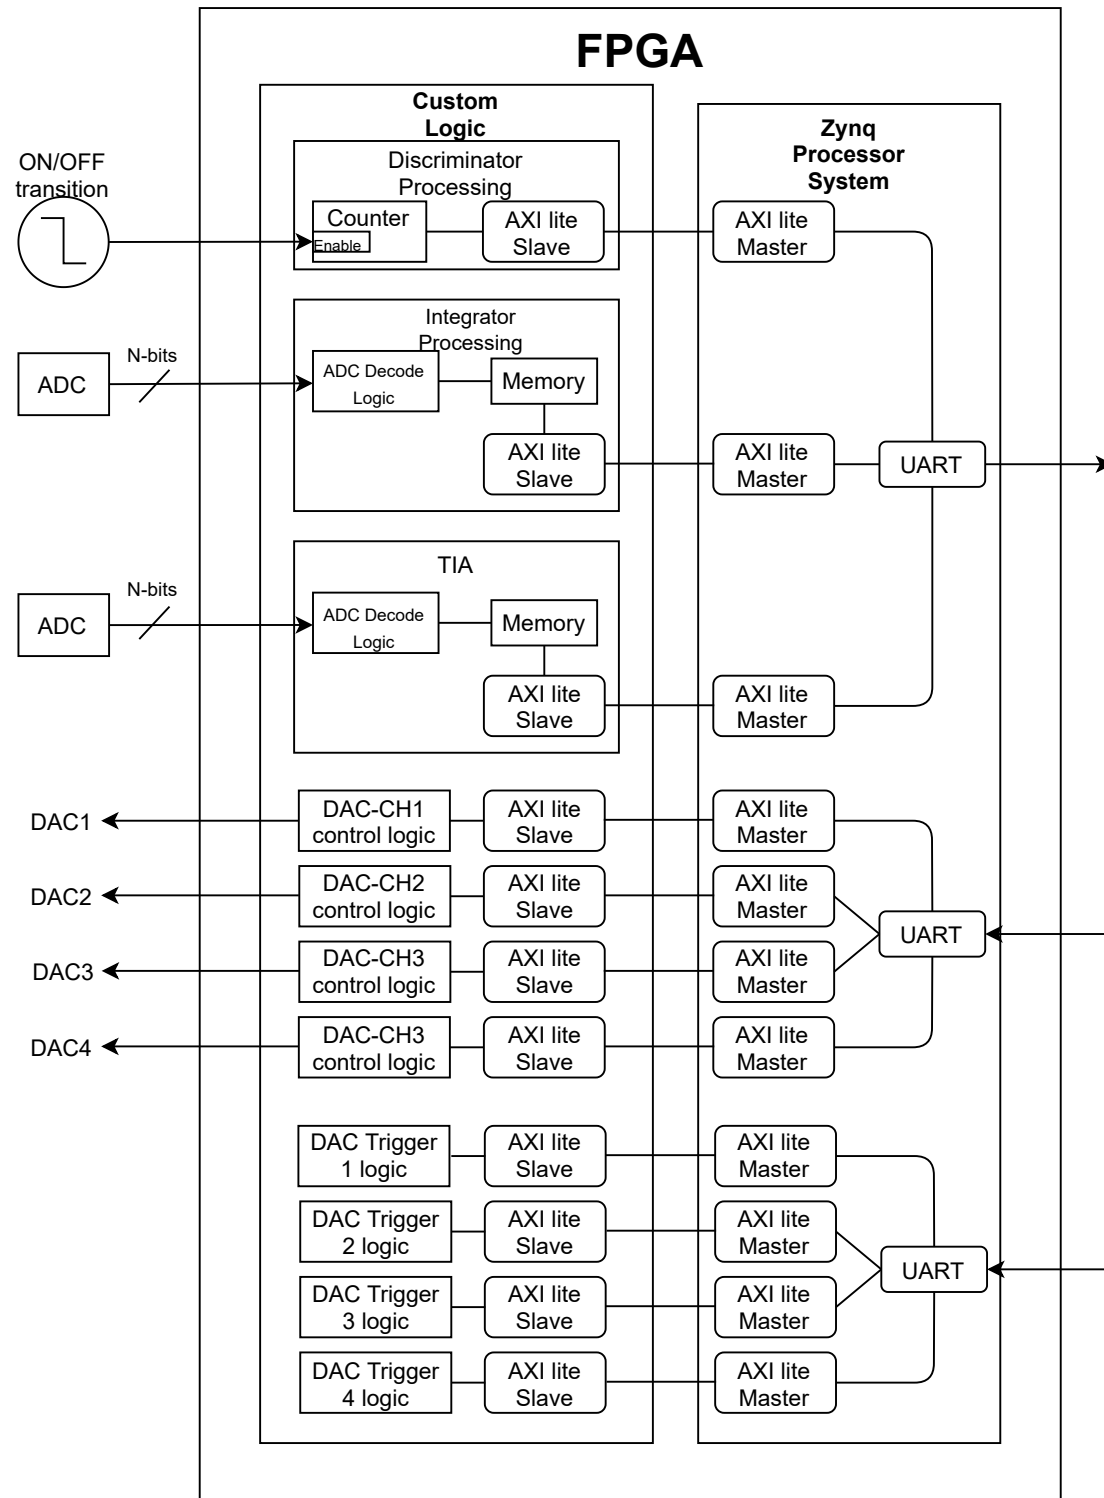 FPGA
Custom
Logic
Zynq
Processor
System
ON/OFF
transition
Discriminator
Processing
Counter
Enable
AXI lite
Slave
AXI lite
Master
Integrator
Processing
ADC
N-bits
ADC Decode
Logic
Memory
AXI lite
Slave
AXI lite
Master
UART
TIA
ADC
N-bits
ADC Decode
Logic
Memory
AXI lite
Slave
AXI lite
Master
DAC1
DAC-CH1
control logic
AXI lite
Slave
AXI lite
Master
DAC2
DAC-CH2
control logic
AXI lite
Slave
AXI lite
Master
UART
DAC3
DAC-CH3
control logic
AXI lite
Slave
AXI lite
Master
DAC4
DAC-CH3
control logic
AXI lite
Slave
AXI lite
Master
DAC Trigger
1 logic
AXI lite
Slave
AXI lite
Master
DAC Trigger
2 logic
AXI lite
Slave
AXI lite
Master
UART
DAC Trigger
3 logic
AXI lite
Slave
AXI lite
Master
DAC Trigger
4 logic
AXI lite
Slave
AXI lite
Master